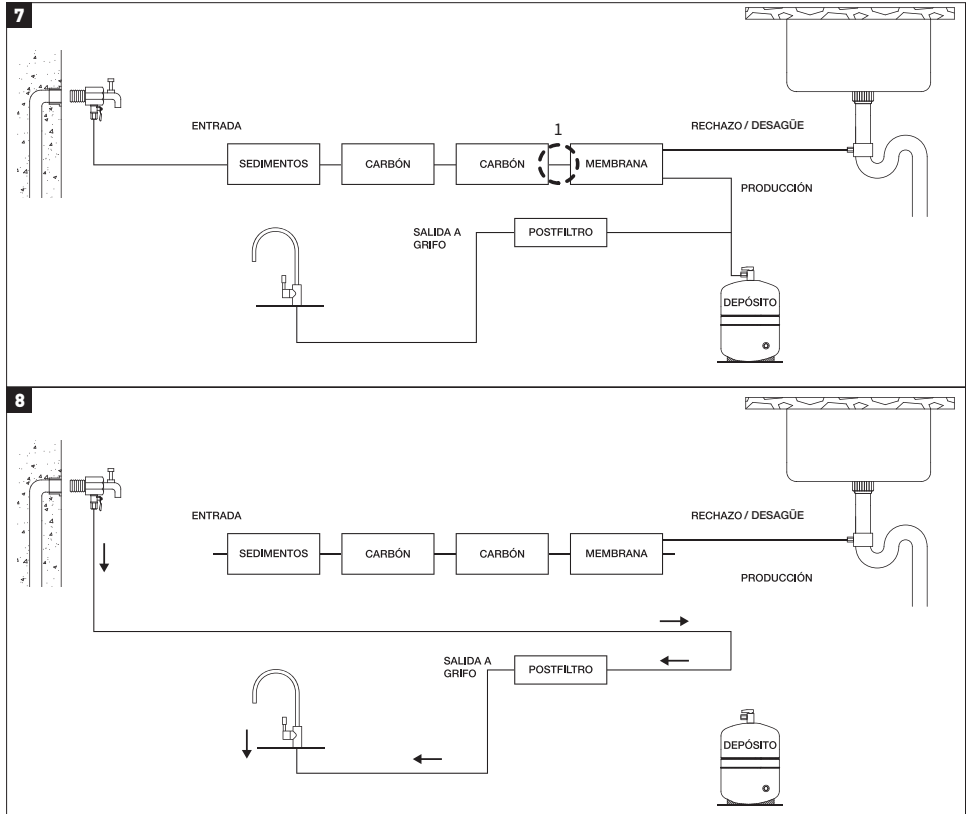 7
ENTRADA
1
RECHAZO / DESAGÜE
SEDIMENTOS
CARBÓN
CARBÓN
MEMBRANA
PRODUCCIÓN
SALIDA A
GRIFO
POSTFILTRO
DEPÓSITO
8
ENTRADA
RECHAZO / DESAGÜE
SEDIMENTOS
CARBÓN
CARBÓN
MEMBRANA
PRODUCCIÓN
SALIDA A
GRIFO
POSTFILTRO
DEPÓSITO